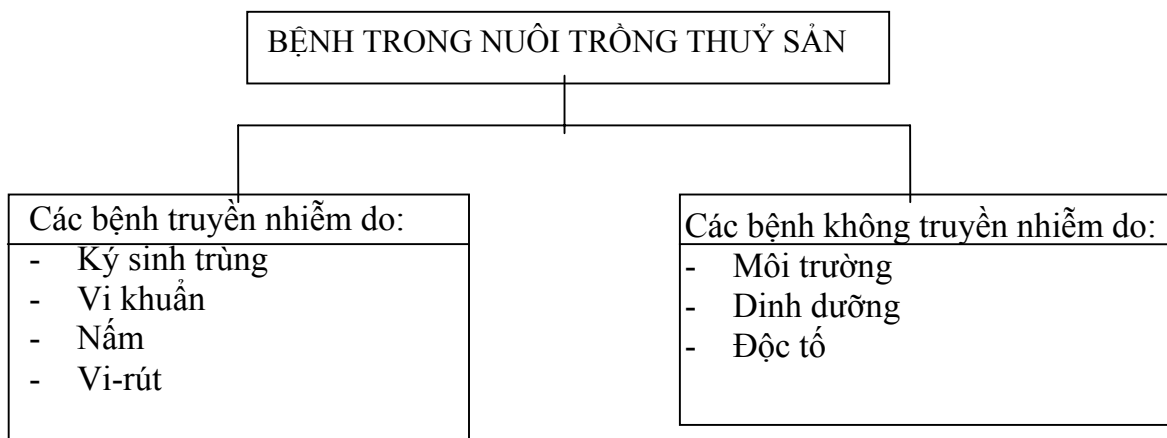 BỆNH TRONG NUÔI TRỒNG THUỶ SẢN
Các bệnh truyền nhiễm do:
- Ký sinh trùng
- Vi khuẩn
- Nấm
- Vi-rút
Các bệnh không truyền nhiễm do:
- Môi trường
- Dinh dưỡng
- Độc tố